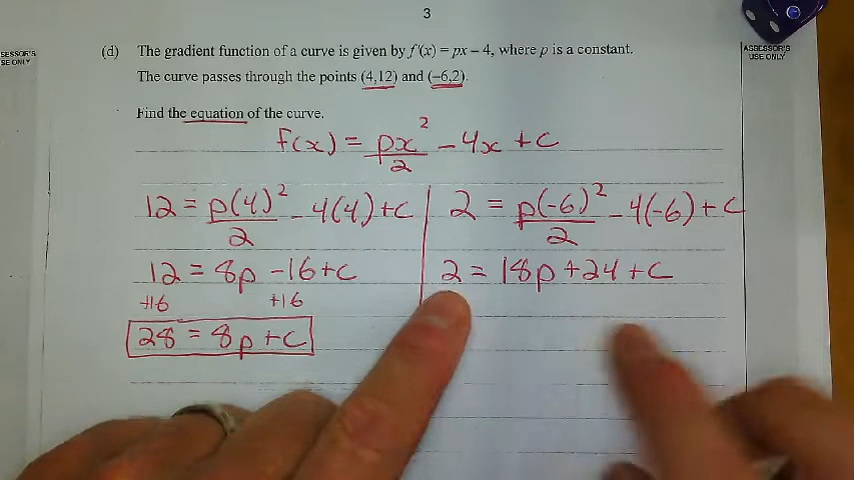 3
(d) The gradient function of a curve is given by f'(x) = px – 4, where p is a constant.
The curve passes through the points (4,12) and (–6,2).
Find the equation of the curve.
ASSESSOR'S
USE ONLY
f(x) = px²/2 - 4x + c
12 = p(4)²/2 - 4(4) + c
2 = p(-6)²/2 - 4(-6) + c
12 = 8p - 16 + c
2 = 18p + 24 + c
+16 +16
28 = 8p + c